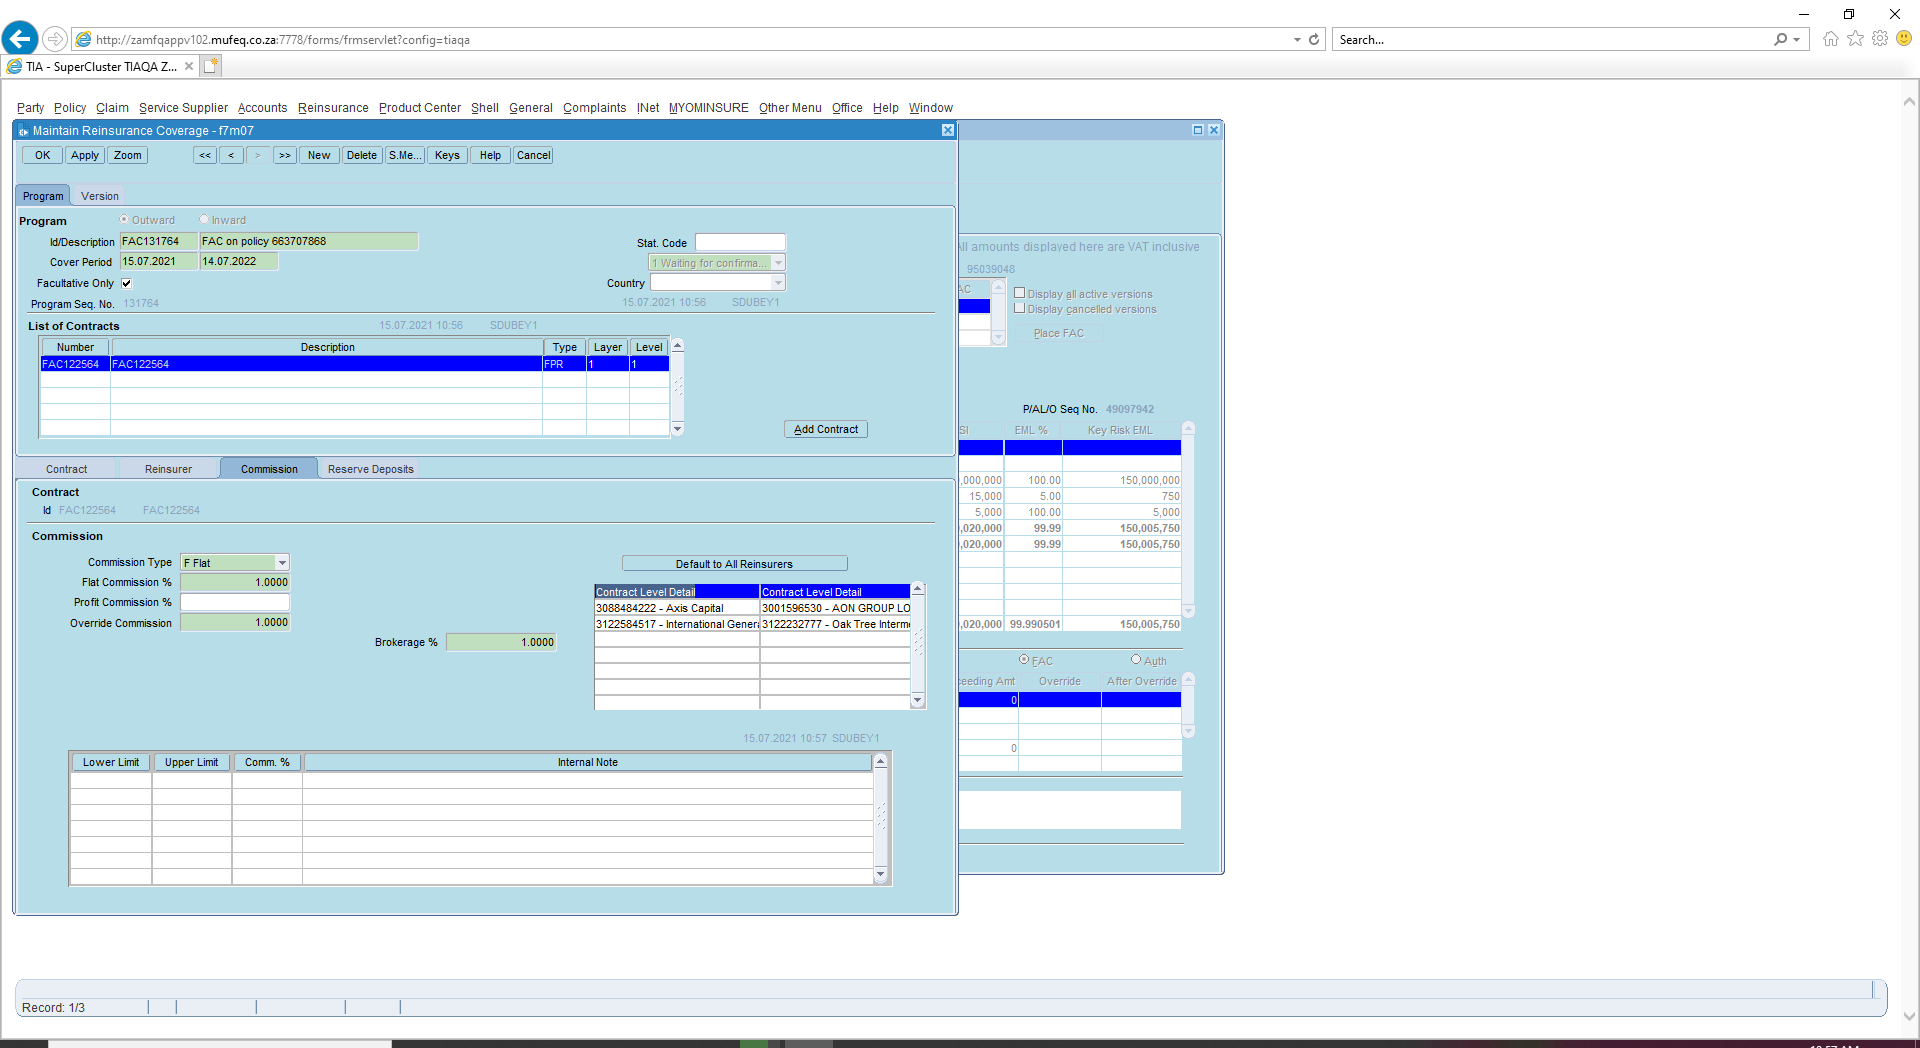 http://zamfqappv102.mufeq.co.za:7778/forms/frmservlet?config=tiaqa
Search...
TIA - SuperCluster TIAQA Z...
Party Policy Claim Service Supplier Accounts Reinsurance Product Center Shell General Complaints INet MYOMINSURE Other Menu Office Help Window
Maintain Reinsurance Coverage - f7m07
OK Apply Zoom << < > >> New Delete S.Me... Keys Help Cancel
Program Version
Program Outward Inward
Id/Description FAC131764 FAC on policy 663707868 Stat. Code
Cover Period 15.07.2021 14.07.2022 1 Waiting for confirma...
Facultative Only Country
Program Seq. No. 131764 15.07.2021 10:56 SDUBEY1
List of Contracts 15.07.2021 10:56 SDUBEY1
Number Description Type Layer Level
FAC122564 FAC122564 FPR 1 1
Add Contract
Contract Reinsurer Commission Reserve Deposits
Contract
Id FAC122564 FAC122564
Commission
Commission Type F Flat
Flat Commission % 1.0000
Profit Commission %
Override Commission 1.0000
Brokerage % 1.0000
Default to All Reinsurers
Contract Level Detail Contract Level Detail
3088484222 - Axis Capital 3001596530 - AON GROUP LO
3122584517 - International Genera 3122232777 - Oak Tree Interme
15.07.2021 10:57 SDUBEY1
Lower Limit Upper Limit Comm. % Internal Note
All amounts displayed here are VAT inclusive
95039048
AC
Display all active versions
Display cancelled versions
Place FAC
P/AL/O Seq No. 49097942
SI EML % Key Risk EML
,000,000 100.00 150,000,000
15,000 5.00 750
5,000 100.00 5,000
,020,000 99.99 150,005,750
,020,000 99.99 150,005,750
,020,000 99.990501 150,005,750
FAC Auth
ceeding Amt Override After Override
0
0
Record: 1/3